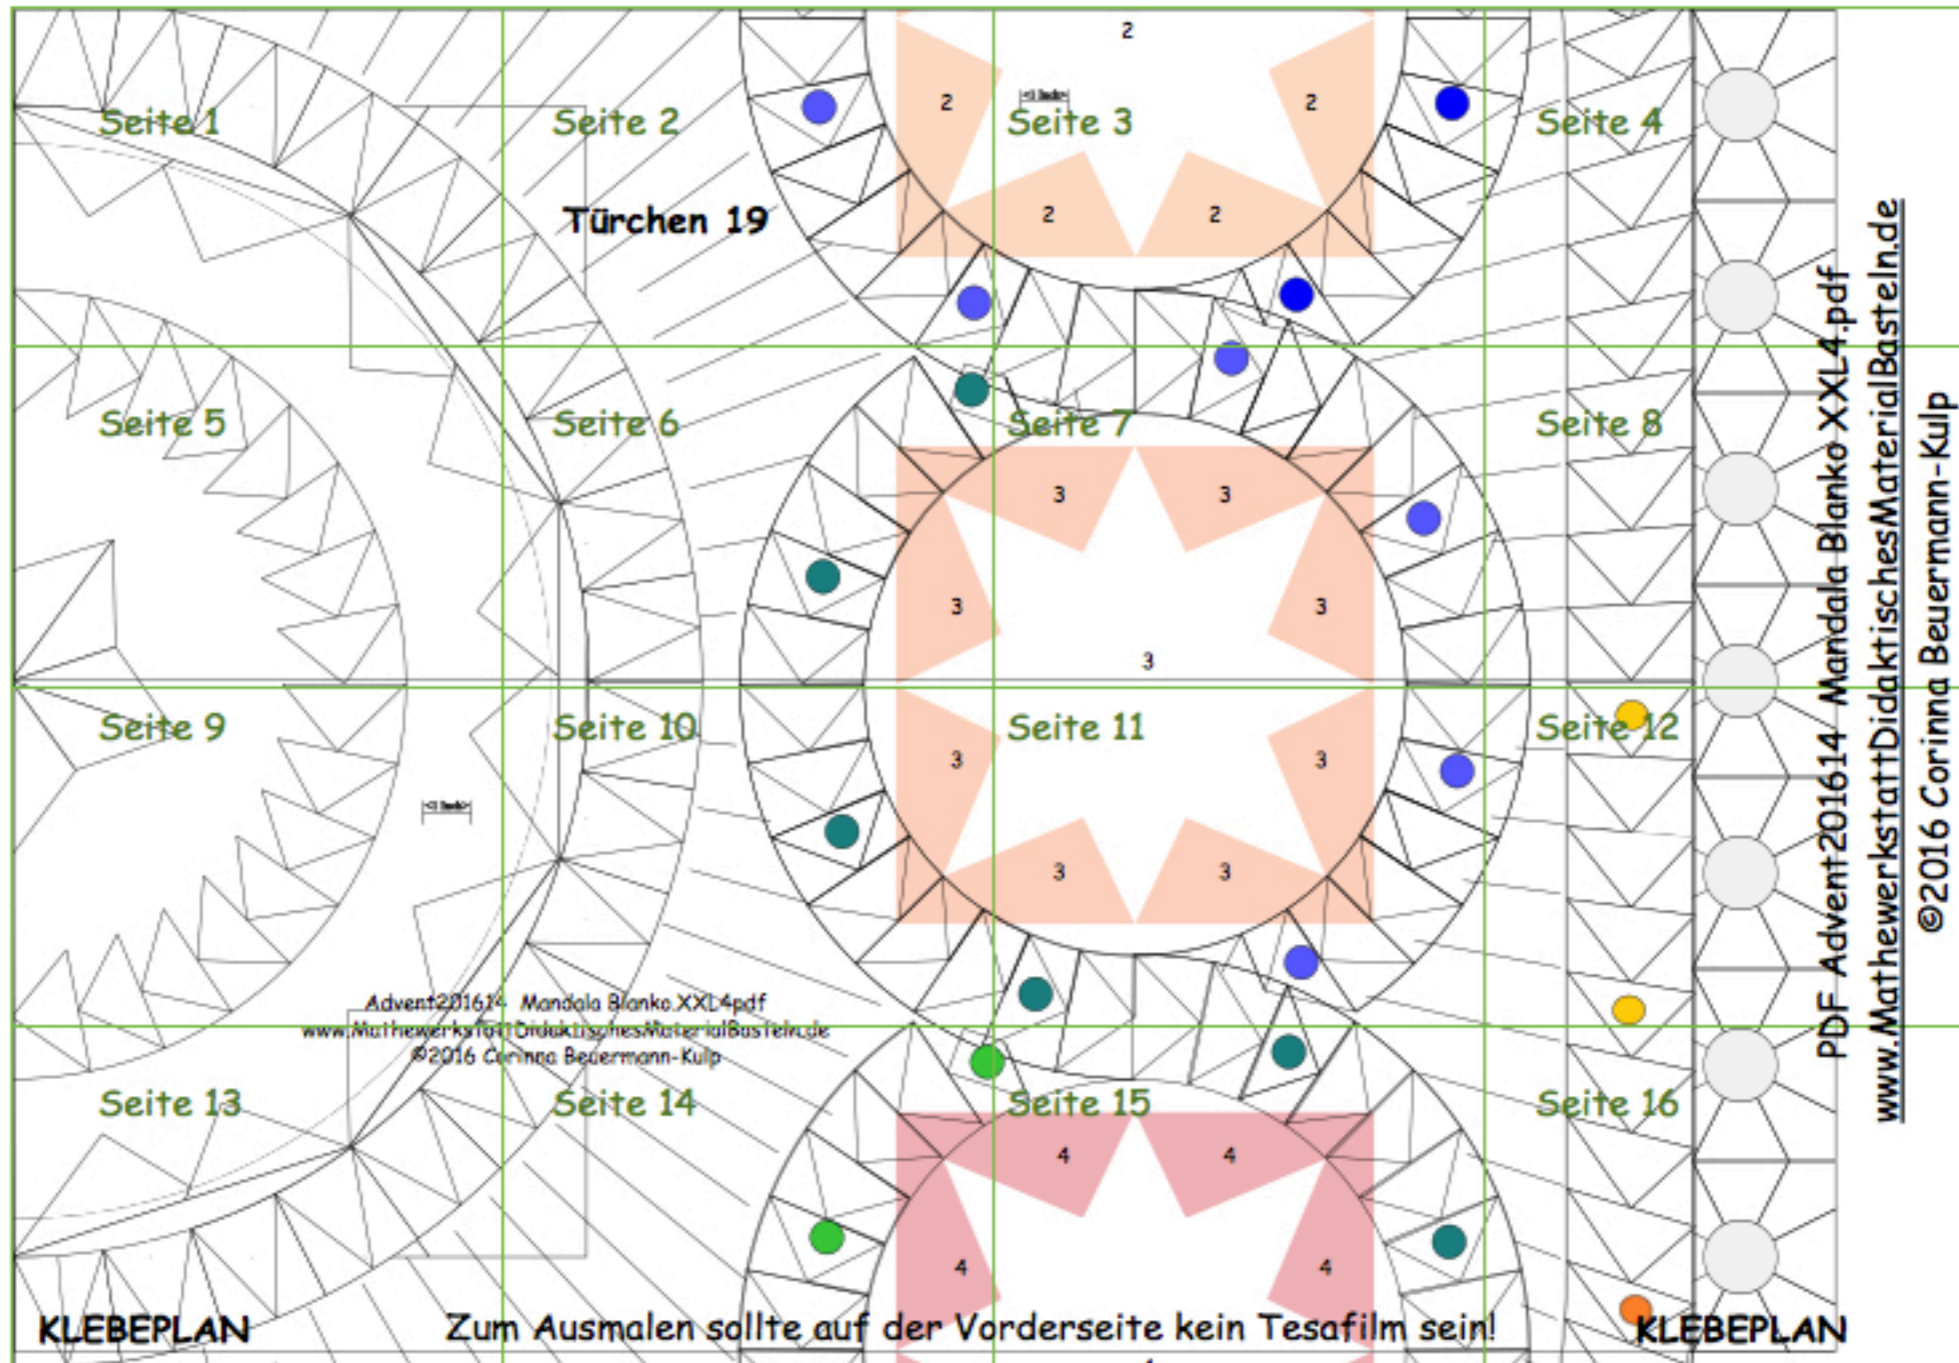 2
2
2
Seite 1
Seite 2
Seite 3
Seite 4
Türchen 19
2
2
Seite 5
Seite 6
Seite 7
Seite 8
3
3
3
3
3
Seite 9
Seite 10
Seite 11
Seite 12
3
3
3
3
Advent201614 Mandala Blanko XXL4pdf
www.MathewerkstattDidaktischesMaterialBasteln.de
©2016 Corinna Beuermann-Kulp
Seite 13
Seite 14
Seite 15
Seite 16
4
4
4
4
KLEBEPLAN
Zum Ausmalen sollte auf der Vorderseite kein Tesafilm sein!
KLEBEPLAN
PDF Advent201614 Mandala Blanko XXL4.pdf
www.MathewerkstattDidaktischesMaterialBasteln.de
©2016 Corinna Beuermann-Kulp